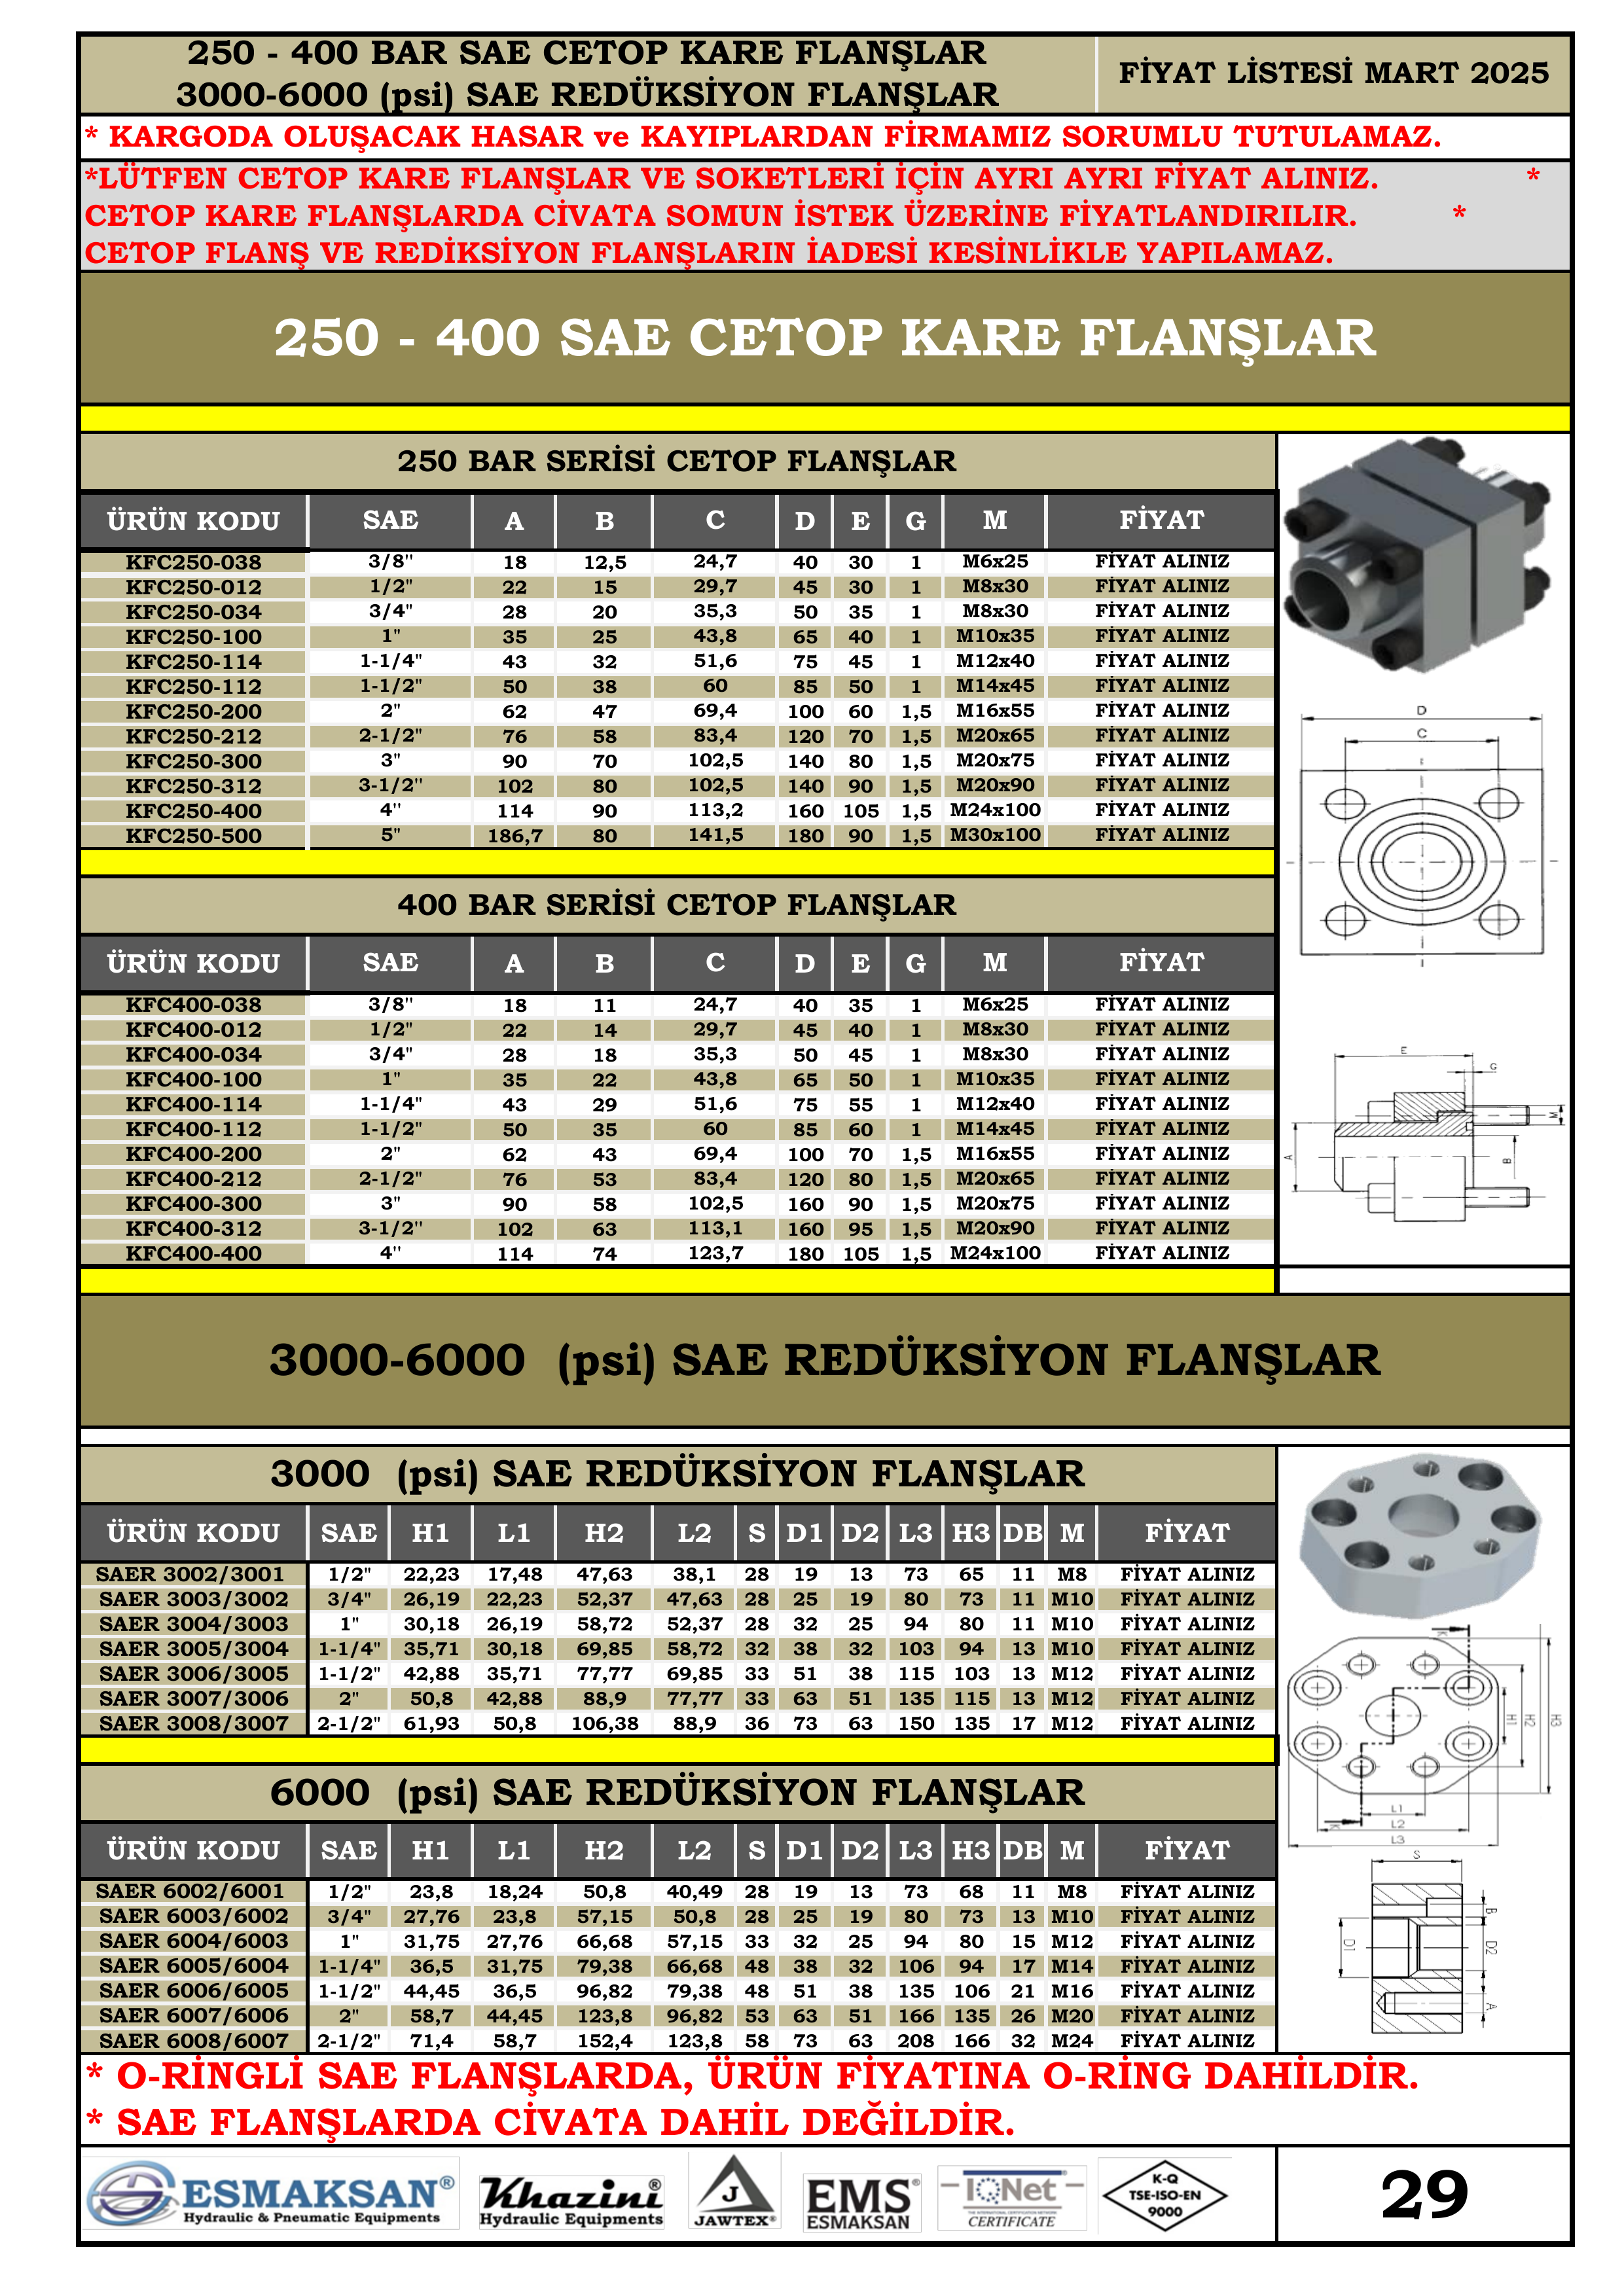 250 - 400 BAR SAE CETOP KARE FLANŞLAR
3000-6000 (psi) SAE REDÜKSİYON FLANŞLAR
FİYAT LİSTESİ MART 2025
* KARGODA OLUŞACAK HASAR ve KAYIPLARDAN FİRMAMIZ SORUMLU TUTULAMAZ.
*LÜTFEN CETOP KARE FLANŞLAR VE SOKETLERİ İÇİN AYRI AYRI FİYAT ALINIZ. *
CETOP KARE FLANŞLARDA CİVATA SOMUN İSTEK ÜZERİNE FİYATLANDIRILIR. *
CETOP FLANŞ VE REDİKSİYON FLANŞLARIN İADESİ KESİNLİKLE YAPILAMAZ.
250 - 400 SAE CETOP KARE FLANŞLAR
250 BAR SERİSİ CETOP FLANŞLAR
ÜRÜN KODU SAE A B C D E G M FİYAT
KFC250-038 3/8" 18 12,5 24,7 40 30 1 M6x25 FİYAT ALINIZ
KFC250-012 1/2" 22 15 29,7 45 30 1 M8x30 FİYAT ALINIZ
KFC250-034 3/4" 28 20 35,3 50 35 1 M8x30 FİYAT ALINIZ
KFC250-100 1" 35 25 43,8 65 40 1 M10x35 FİYAT ALINIZ
KFC250-114 1-1/4" 43 32 51,6 75 45 1 M12x40 FİYAT ALINIZ
KFC250-112 1-1/2" 50 38 60 85 50 1 M14x45 FİYAT ALINIZ
KFC250-200 2" 62 47 69,4 100 60 1,5 M16x55 FİYAT ALINIZ
KFC250-212 2-1/2" 76 58 83,4 120 70 1,5 M20x65 FİYAT ALINIZ
KFC250-300 3" 90 70 102,5 140 80 1,5 M20x75 FİYAT ALINIZ
KFC250-312 3-1/2" 102 80 102,5 140 90 1,5 M20x90 FİYAT ALINIZ
KFC250-400 4" 114 90 113,2 160 105 1,5 M24x100 FİYAT ALINIZ
KFC250-500 5" 186,7 80 141,5 180 90 1,5 M30x100 FİYAT ALINIZ
D
C
400 BAR SERİSİ CETOP FLANŞLAR
ÜRÜN KODU SAE A B C D E G M FİYAT
KFC400-038 3/8" 18 11 24,7 40 35 1 M6x25 FİYAT ALINIZ
KFC400-012 1/2" 22 14 29,7 45 40 1 M8x30 FİYAT ALINIZ
KFC400-034 3/4" 28 18 35,3 50 45 1 M8x30 FİYAT ALINIZ
KFC400-100 1" 35 22 43,8 65 50 1 M10x35 FİYAT ALINIZ
KFC400-114 1-1/4" 43 29 51,6 75 55 1 M12x40 FİYAT ALINIZ
KFC400-112 1-1/2" 50 35 60 85 60 1 M14x45 FİYAT ALINIZ
KFC400-200 2" 62 43 69,4 100 70 1,5 M16x55 FİYAT ALINIZ
KFC400-212 2-1/2" 76 53 83,4 120 80 1,5 M20x65 FİYAT ALINIZ
KFC400-300 3" 90 58 102,5 160 90 1,5 M20x75 FİYAT ALINIZ
KFC400-312 3-1/2" 102 63 113,1 160 95 1,5 M20x90 FİYAT ALINIZ
KFC400-400 4" 114 74 123,7 180 105 1,5 M24x100 FİYAT ALINIZ
E
G
M
A
B
3000-6000 (psi) SAE REDÜKSİYON FLANŞLAR
3000 (psi) SAE REDÜKSİYON FLANŞLAR
ÜRÜN KODU SAE H1 L1 H2 L2 S D1 D2 L3 H3 DB M FİYAT
SAER 3002/3001 1/2" 22,23 17,48 47,63 38,1 28 19 13 73 65 11 M8 FİYAT ALINIZ
SAER 3003/3002 3/4" 26,19 22,23 52,37 47,63 28 25 19 80 73 11 M10 FİYAT ALINIZ
SAER 3004/3003 1" 30,18 26,19 58,72 52,37 28 32 25 94 80 11 M10 FİYAT ALINIZ
SAER 3005/3004 1-1/4" 35,71 30,18 69,85 58,72 32 38 32 103 94 13 M10 FİYAT ALINIZ
SAER 3006/3005 1-1/2" 42,88 35,71 77,77 69,85 33 51 38 115 103 13 M12 FİYAT ALINIZ
SAER 3007/3006 2" 50,8 42,88 88,9 77,77 33 63 51 135 115 13 M12 FİYAT ALINIZ
SAER 3008/3007 2-1/2" 61,93 50,8 106,38 88,9 36 73 63 150 135 17 M12 FİYAT ALINIZ
H1 H2 H3
L1
L2
L3
6000 (psi) SAE REDÜKSİYON FLANŞLAR
ÜRÜN KODU SAE H1 L1 H2 L2 S D1 D2 L3 H3 DB M FİYAT
SAER 6002/6001 1/2" 23,8 18,24 50,8 40,49 28 19 13 73 68 11 M8 FİYAT ALINIZ
SAER 6003/6002 3/4" 27,76 23,8 57,15 50,8 28 25 19 80 73 13 M10 FİYAT ALINIZ
SAER 6004/6003 1" 31,75 27,76 66,68 57,15 33 32 25 94 80 15 M12 FİYAT ALINIZ
SAER 6005/6004 1-1/4" 36,5 31,75 79,38 66,68 48 38 32 106 94 17 M14 FİYAT ALINIZ
SAER 6006/6005 1-1/2" 44,45 36,5 96,82 79,38 48 51 38 135 106 21 M16 FİYAT ALINIZ
SAER 6007/6006 2" 58,7 44,45 123,8 96,82 53 63 51 166 135 26 M20 FİYAT ALINIZ
SAER 6008/6007 2-1/2" 71,4 58,7 152,4 123,8 58 73 63 208 166 32 M24 FİYAT ALINIZ
S
B
D1 D2
A
* O-RİNGLİ SAE FLANŞLARDA, ÜRÜN FİYATINA O-RİNG DAHİLDİR.
* SAE FLANŞLARDA CİVATA DAHİL DEĞİLDİR.
ESMAKSAN®
Hydraulic & Pneumatic Equipments
Khazini®
Hydraulic Equipments
J
JAWTEX®
EMS®
ESMAKSAN
IQNet
CERTIFICATE
K-Q
TSE-ISO-EN
9000
29